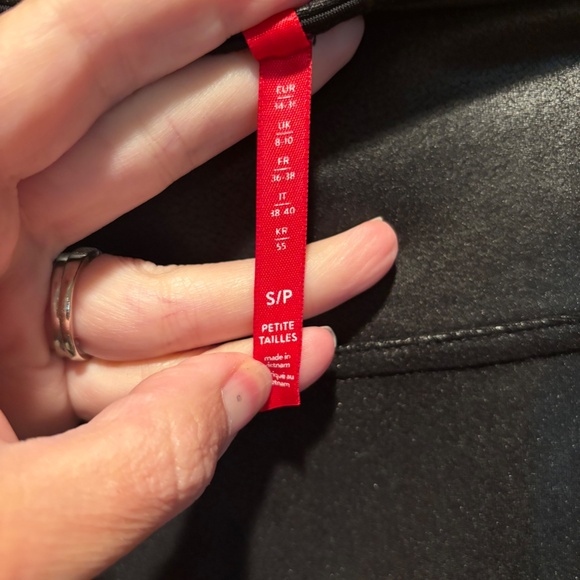 EUR
34-36
UK
8-10
FR
36-38
IT
38-40
KR
55
S/P
PETITE
TAILLES
made in